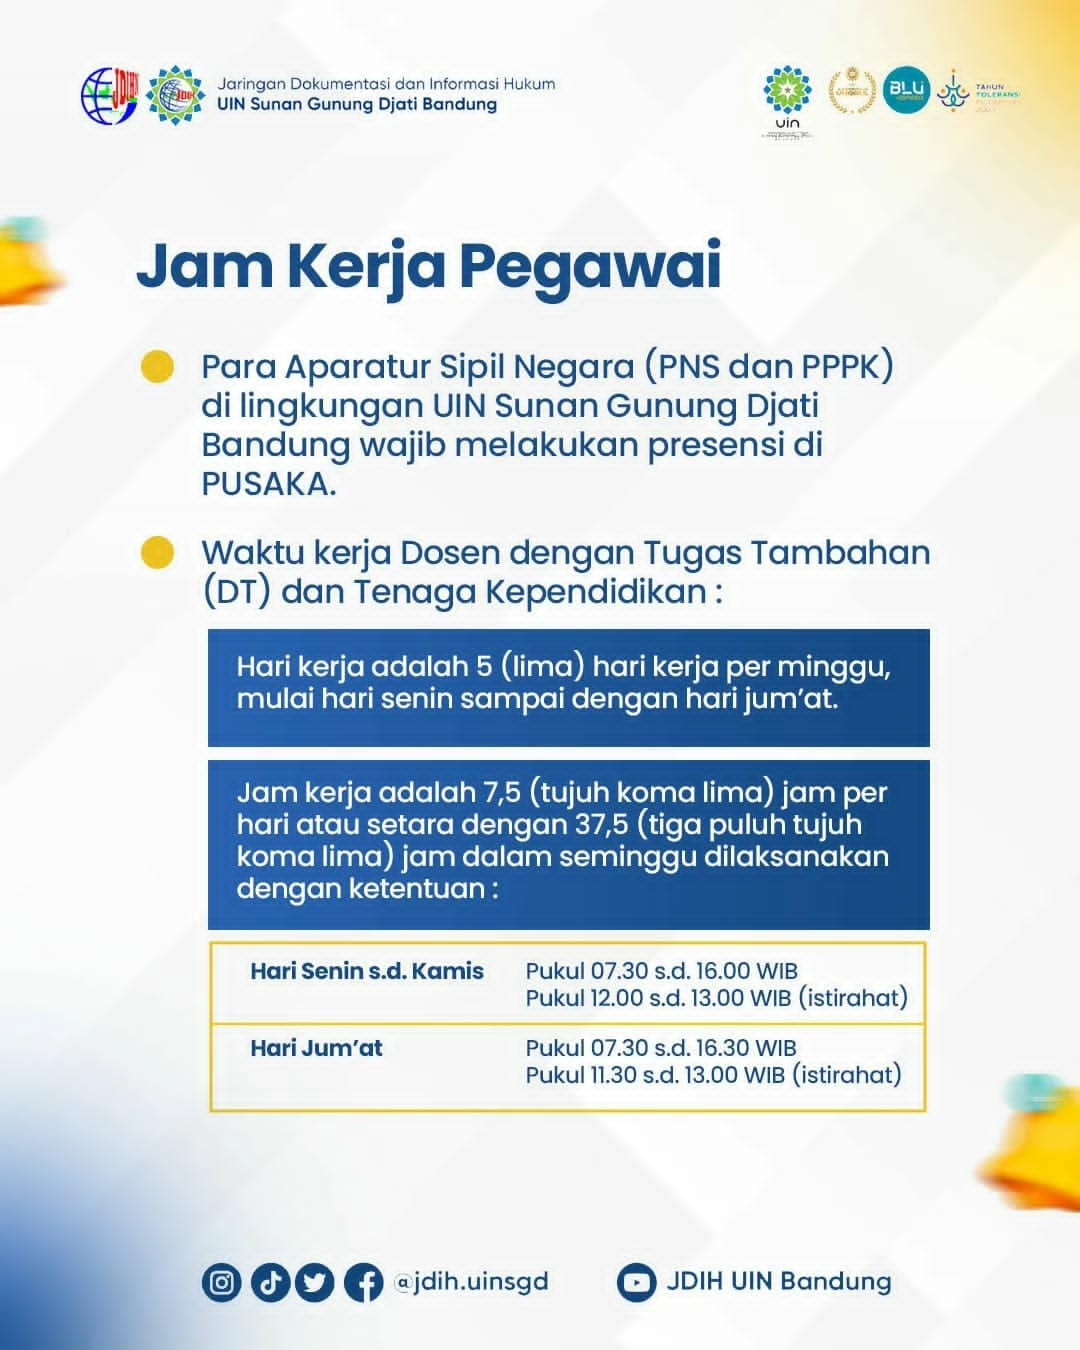 JDIHN
JDIH
Jaringan Dokumentasi dan Informasi Hukum
UIN Sunan Gunung Djati Bandung
uin
BLU
TAHUN
TOLERANSI
Jam Kerja Pegawai
Para Aparatur Sipil Negara (PNS dan PPPK)
di lingkungan UIN Sunan Gunung Djati
Bandung wajib melakukan presensi di
PUSAKA.
Waktu kerja Dosen dengan Tugas Tambahan
(DT) dan Tenaga Kependidikan :
Hari kerja adalah 5 (lima) hari kerja per minggu,
mulai hari senin sampai dengan hari jum’at.
Jam kerja adalah 7,5 (tujuh koma lima) jam per
hari atau setara dengan 37,5 (tiga puluh tujuh
koma lima) jam dalam seminggu dilaksanakan
dengan ketentuan :
Hari Senin s.d. Kamis Pukul 07.30 s.d. 16.00 WIB
Pukul 12.00 s.d. 13.00 WIB (istirahat)
Hari Jum’at Pukul 07.30 s.d. 16.30 WIB
Pukul 11.30 s.d. 13.00 WIB (istirahat)
@jdih.uinsgd JDIH UIN Bandung